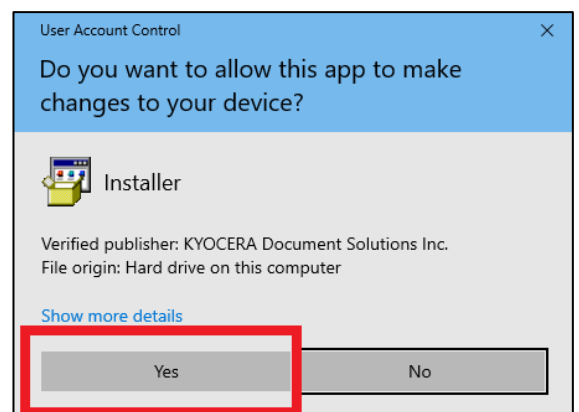 User Account Control
Do you want to allow this app to make
changes to your device?
Installer
Verified publisher: KYOCERA Document Solutions Inc.
File origin: Hard drive on this computer
Show more details
Yes No